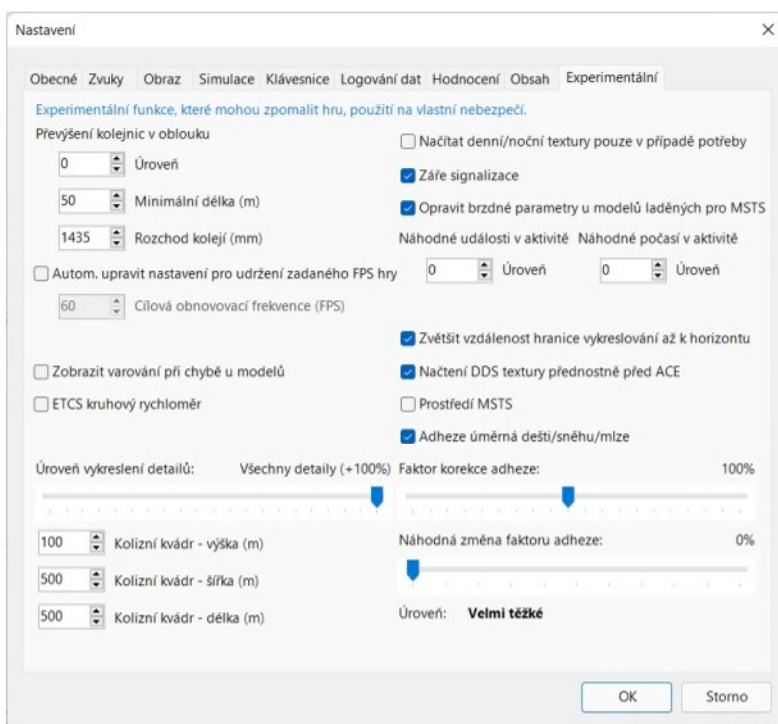 Nastavení
Obecné Zvuky Obraz Simulace Klávesnice Logování dat Hodnocení Obsah Experimentální
Experimentální funkce, které mohou zpomalit hru, použití na vlastní nebezpečí.
Převýšení kolejnic v oblouku
0 Úroveň
50 Minimální délka (m)
1435 Rozchod kolejí (mm)
Autom. upravit nastavení pro udržení zadaného FPS hry
60 Cílová obnovovací frekvence (FPS)
Zobrazit varování při chybě u modelů
ETCS kruhový rychloměr
Úroveň vykreslení detailů: Všechny detaily (+100%)
100 Kolizní kvádr - výška (m)
500 Kolizní kvádr - šířka (m)
500 Kolizní kvádr - délka (m)
Načítat denní/noční textury pouze v případě potřeby
Záře signalizace
Opravit brzdné parametry u modelů laděných pro MSTS
Náhodné události v aktivitě Náhodné počasí v aktivitě
0 Úroveň 0 Úroveň
Zvětšit vzdálenost hranice vykreslování až k horizontu
Načtení DDS textury přednostně před ACE
Prostředí MSTS
Adheze úměrná dešti/sněhu/mlze
Faktor korekce adheze: 100%
Náhodná změna faktoru adheze: 0%
Úroveň: Velmi těžké
OK Storno